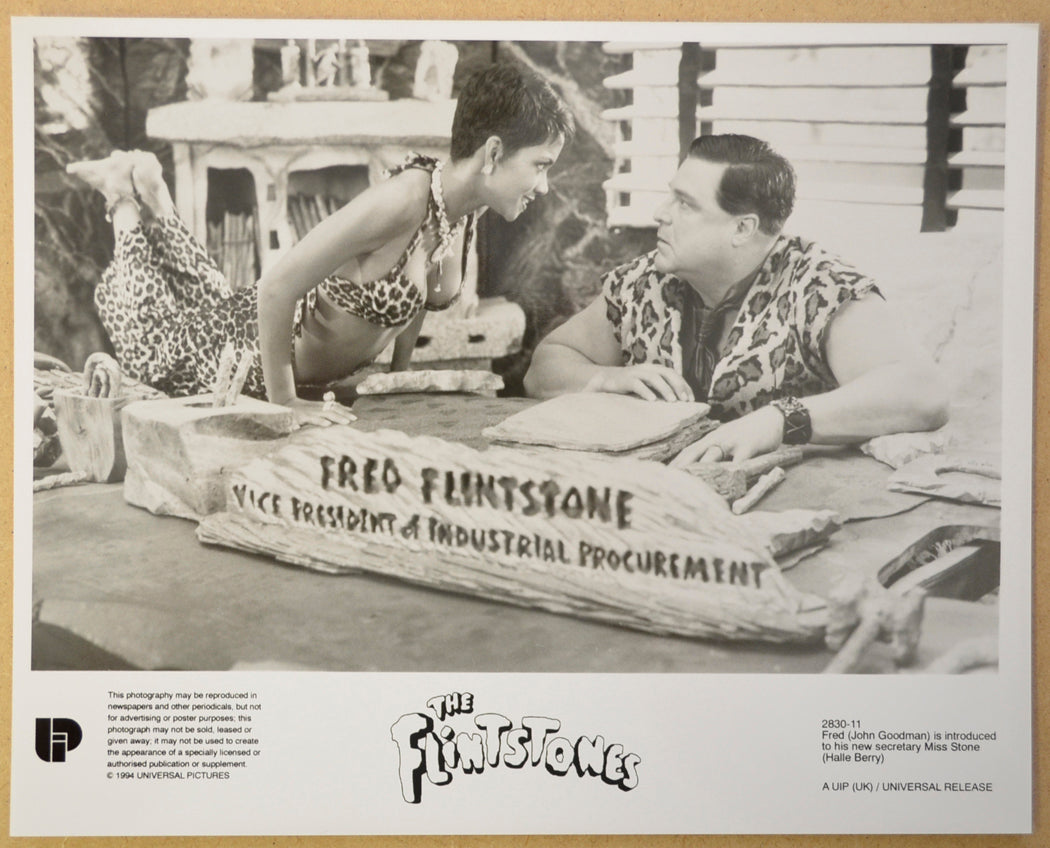 FRED FLINTSTONE
VICE PRESIDENT of INDUSTRIAL PROCUREMENT
This photography may be reproduced in
newspapers and other periodicals, but not
for advertising or poster purposes; this
photograph may not be sold, leased or
given away; it may not be used to create
the appearance of a specially licensed or
authorised publication or supplement.
© 1994 UNIVERSAL PICTURES
THE
FLiNTSTONES
2830-11
Fred (John Goodman) is introduced
to his new secretary Miss Stone
(Halle Berry)
A UIP (UK) / UNIVERSAL RELEASE